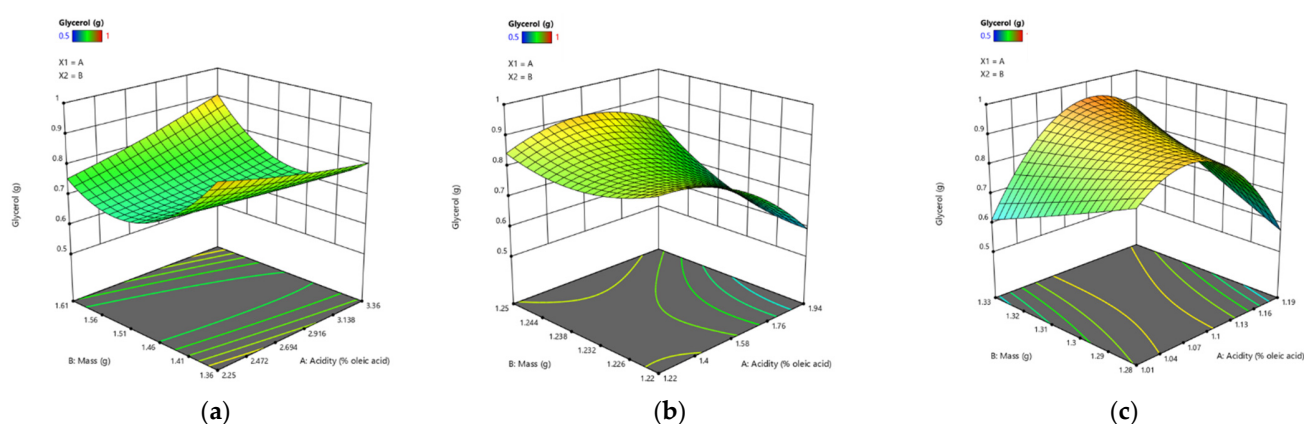 Glycerol (g)
0.5 1
X1 = A
X2 = B
1
0.9
0.8
0.7
0.6
0.5
Glycerol (g)
1.61
1.56
1.51
1.46
1.41
1.36
B: Mass (g)
2.25
2.472
2.694
2.916
3.138
3.36
A: Acidity (% oleic acid)
(a)
Glycerol (g)
0.5 1
X1 = A
X2 = B
1
0.9
0.8
0.7
0.6
0.5
Glycerol (g)
1.25
1.244
1.238
1.232
1.226
1.22
B: Mass (g)
1.22
1.4
1.58
1.76
1.94
A: Acidity (% oleic acid)
(b)
Glycerol (g)
0.5
X1 = A
X2 = B
1
0.9
0.8
0.7
0.6
0.5
Glycerol (g)
1.33
1.32
1.31
1.3
1.29
1.28
B: Mass (g)
1.01
1.04
1.07
1.1
1.13
1.16
1.19
A: Acidity (% oleic acid)
(c)